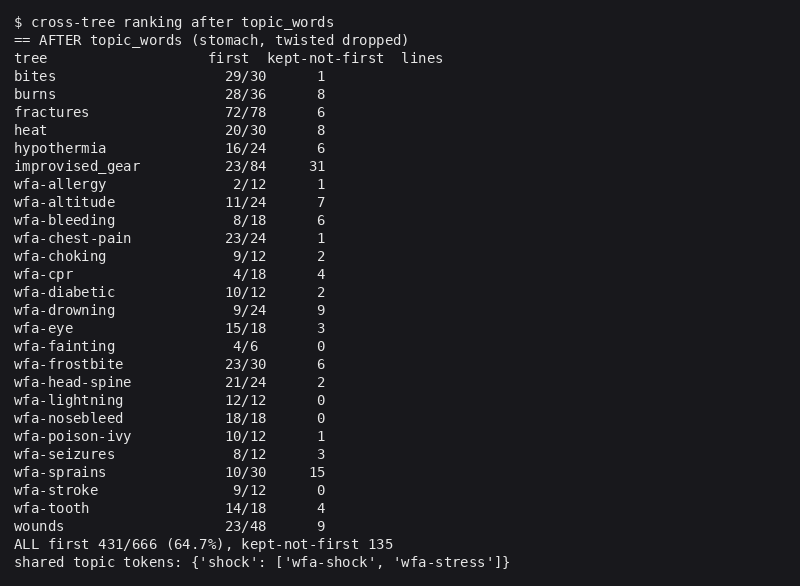 $ cross-tree ranking after topic_words
== AFTER topic_words (stomach, twisted dropped)
tree                   first  kept-not-first  lines
bites                    29/30      1
burns                    28/36      8
fractures                72/78      6
heat                     20/30      8
hypothermia              16/24      6
improvised_gear          23/84     31
wfa-allergy               2/12      1
wfa-altitude             11/24      7
wfa-bleeding              8/18      6
wfa-chest-pain           23/24      1
wfa-choking               9/12      2
wfa-cpr                   4/18      4
wfa-diabetic             10/12      2
wfa-drowning              9/24      9
wfa-eye                  15/18      3
wfa-fainting              4/6       0
wfa-frostbite            23/30      6
wfa-head-spine           21/24      2
wfa-lightning            12/12      0
wfa-nosebleed            18/18      0
wfa-poison-ivy           10/12      1
wfa-seizures              8/12      3
wfa-sprains              10/30     15
wfa-stroke                9/12      0
wfa-tooth                14/18      4
wounds                   23/48      9
ALL first 431/666 (64.7%), kept-not-first 135
shared topic tokens: {'shock': ['wfa-shock', 'wfa-stress']}